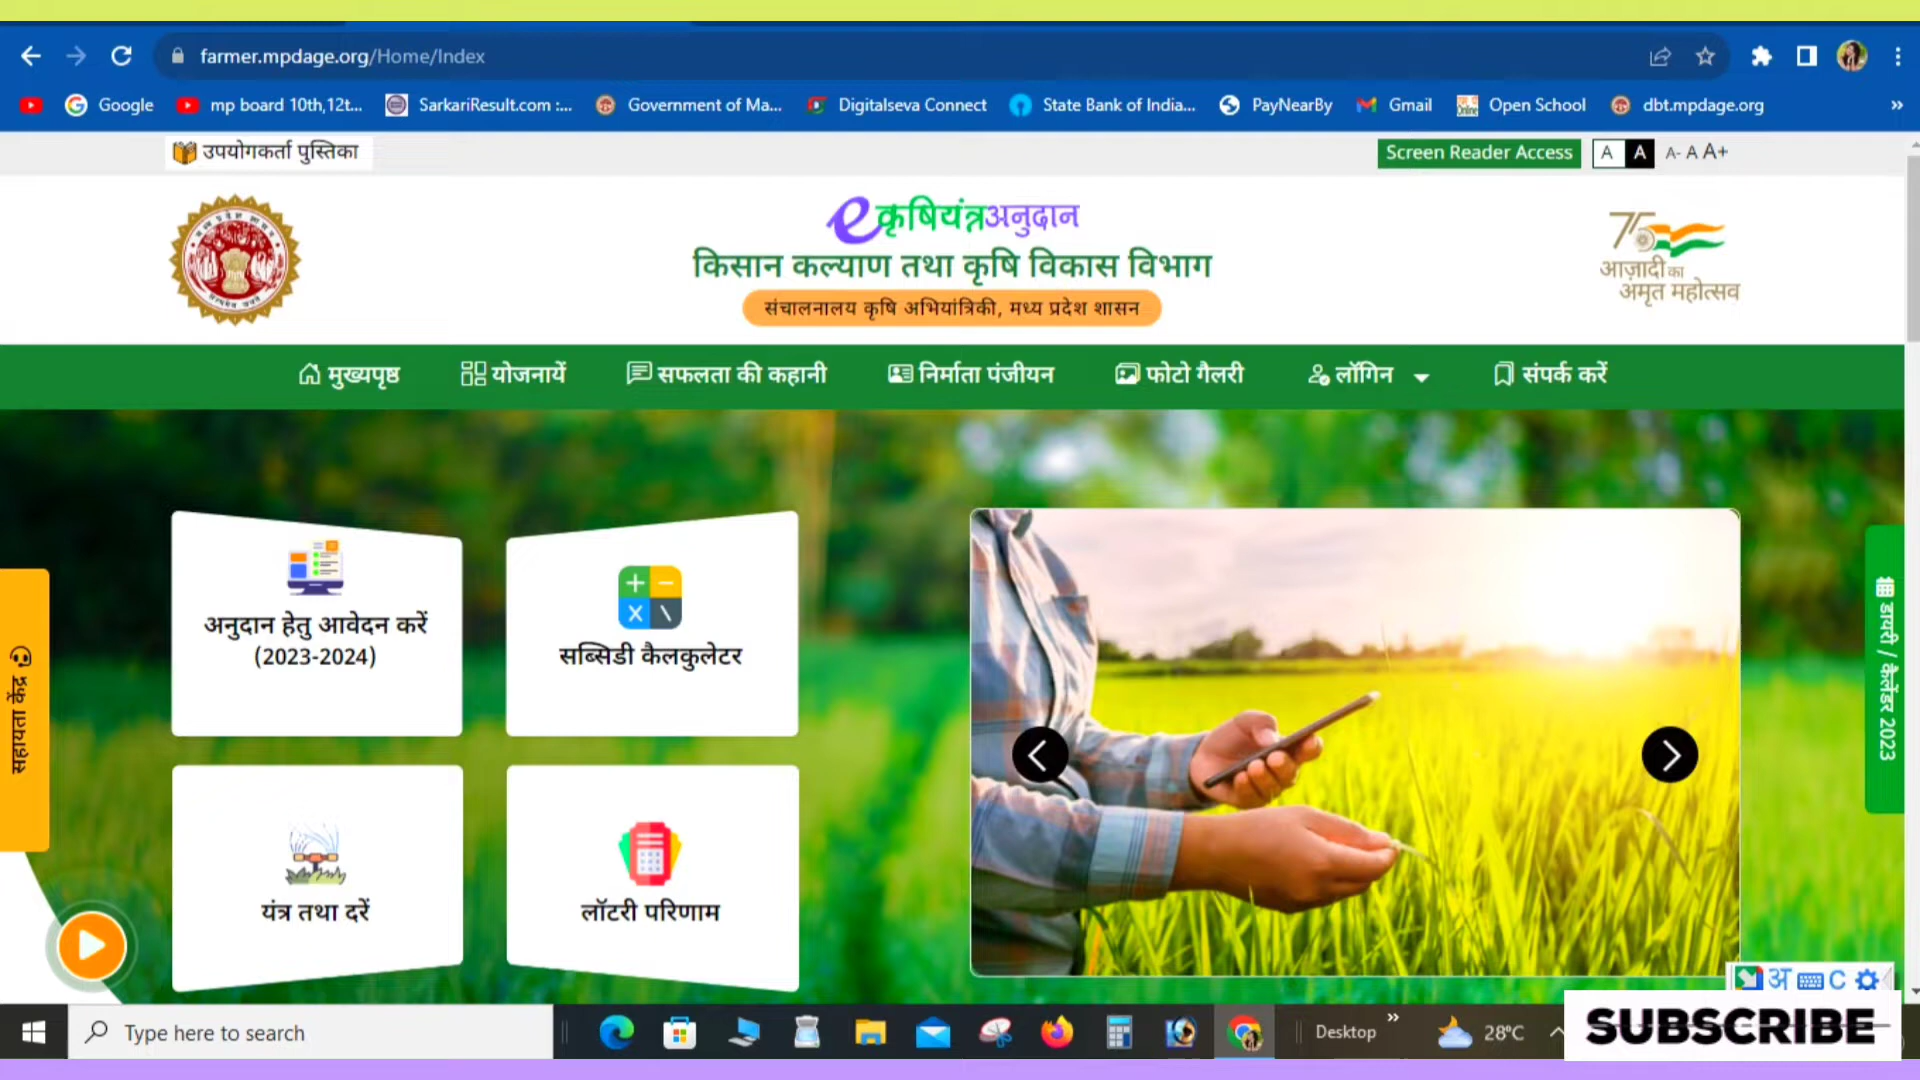 farmer.mpdage.org/Home/Index
Google
mp board 10th,12t...
SarkariResult.com :...
Government of Ma...
Digitalseva Connect
State Bank of India...
PayNearBy
Gmail
Open School
dbt.mpdage.org
»
उपयोगकर्ता पुस्तिका
Screen Reader Access
A A A- A A+
eकृषियंत्रअनुदान
किसान कल्याण तथा कृषि विकास विभाग
संचालनालय कृषि अभियांत्रिकी, मध्य प्रदेश शासन
75
आज़ादी का
अमृत महोत्सव
मुख्यपृष्ठ
योजनायें
सफलता की कहानी
निर्माता पंजीयन
फोटो गैलरी
लॉगिन
संपर्क करें
अनुदान हेतु आवेदन करें
(2023-2024)
सब्सिडी कैलकुलेटर
यंत्र तथा दरें
लॉटरी परिणाम
सहायता केंद्र
डायरी / कैलेंडर 2023
अ C
Type here to search
Desktop
»
28°C
SUBSCRIBE